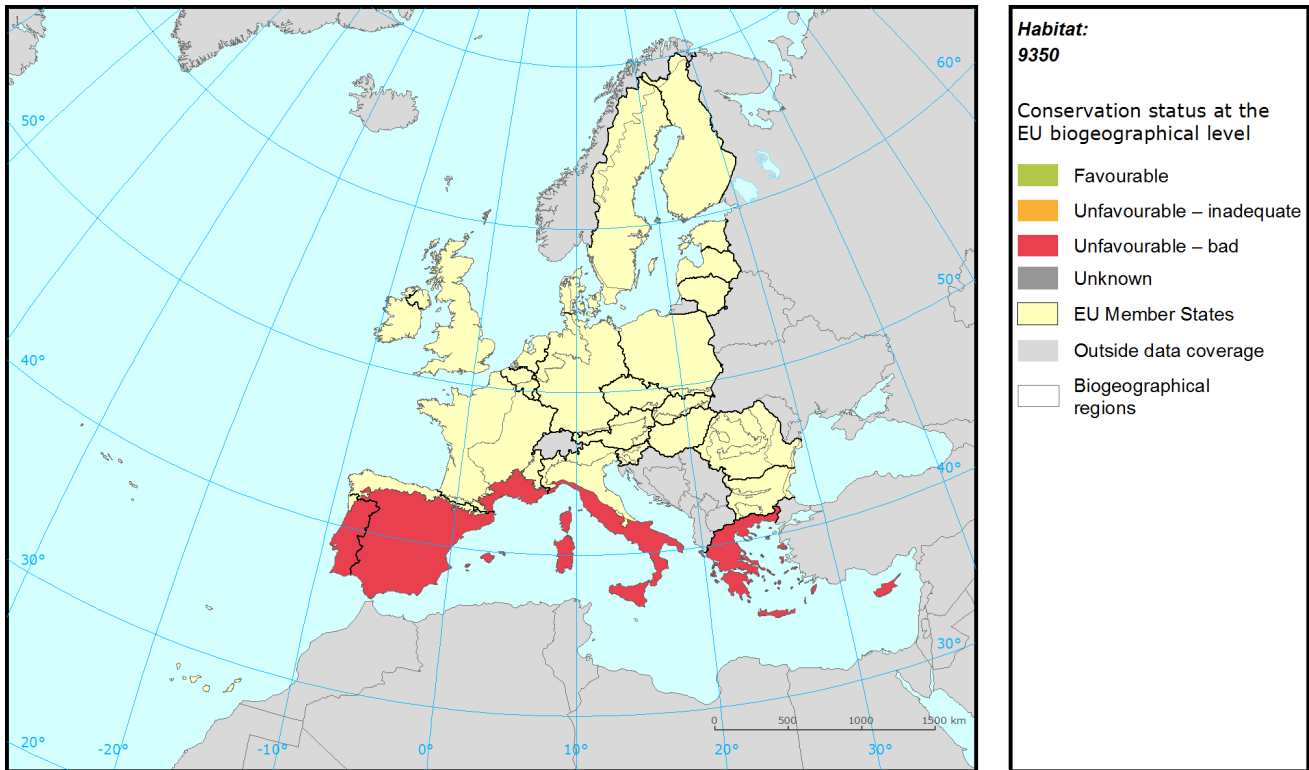 Habitat:
9350
Conservation status at the
EU biogeographical level
Favourable
Unfavourable – inadequate
Unfavourable – bad
Unknown
EU Member States
Outside data coverage
Biogeographical
regions
60°
50°
50°
40°
40°
30°
30°
0 500 1000 1500 km
20° -20° -10° 0° 10° 20° 30°